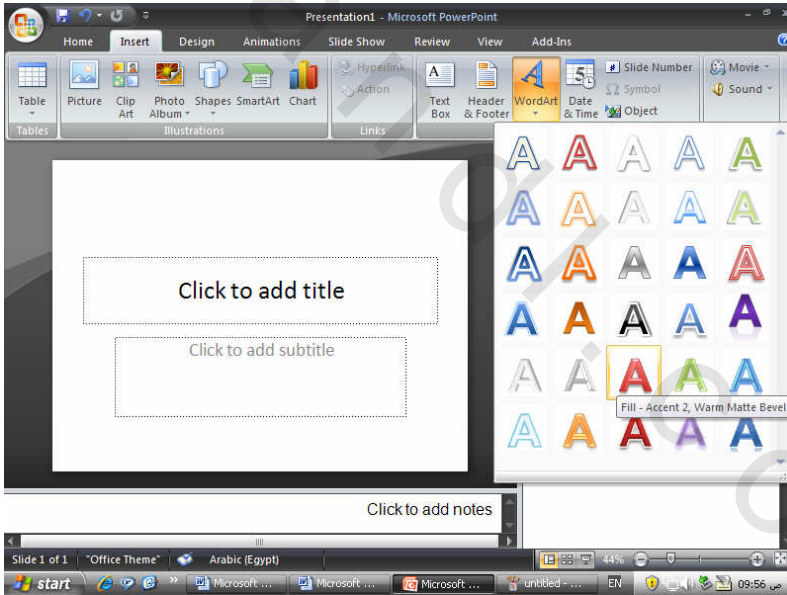 Presentation1 - Microsoft PowerPoint
Home Insert Design Animations Slide Show Review View Add-Ins
Table Picture Clip Art Photo Album Shapes SmartArt Chart Hyperlink Action Text Box Header & Footer WordArt Date & Time Slide Number Symbol Object Movie Sound
Tables Illustrations Links
Click to add title
Click to add subtitle
Fill - Accent 2, Warm Matte Bevel
Click to add notes
Slide 1 of 1 "Office Theme" Arabic (Egypt) 44%
start Microsoft ... Microsoft ... Microsoft ... untitled - ... EN 09:56 ص